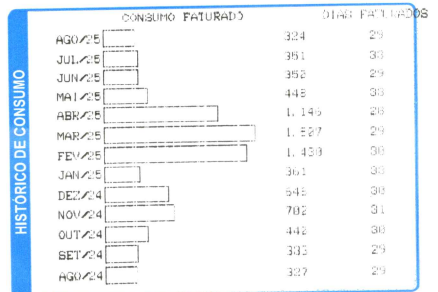 HISTÓRICO DE CONSUMO
CONSUMO FATURADO DIAS FATURADOS
AGO/25 324 29
JUL/25 351 33
JUN/25 352 29
MAI/25 448 33
ABR/25 1.146 28
MAR/25 1.527 29
FEV/25 1.430 30
JAN/25 361 33
DEZ/24 645 30
NOV/24 702 31
OUT/24 442 30
SET/24 333 29
AGO/24 327 29